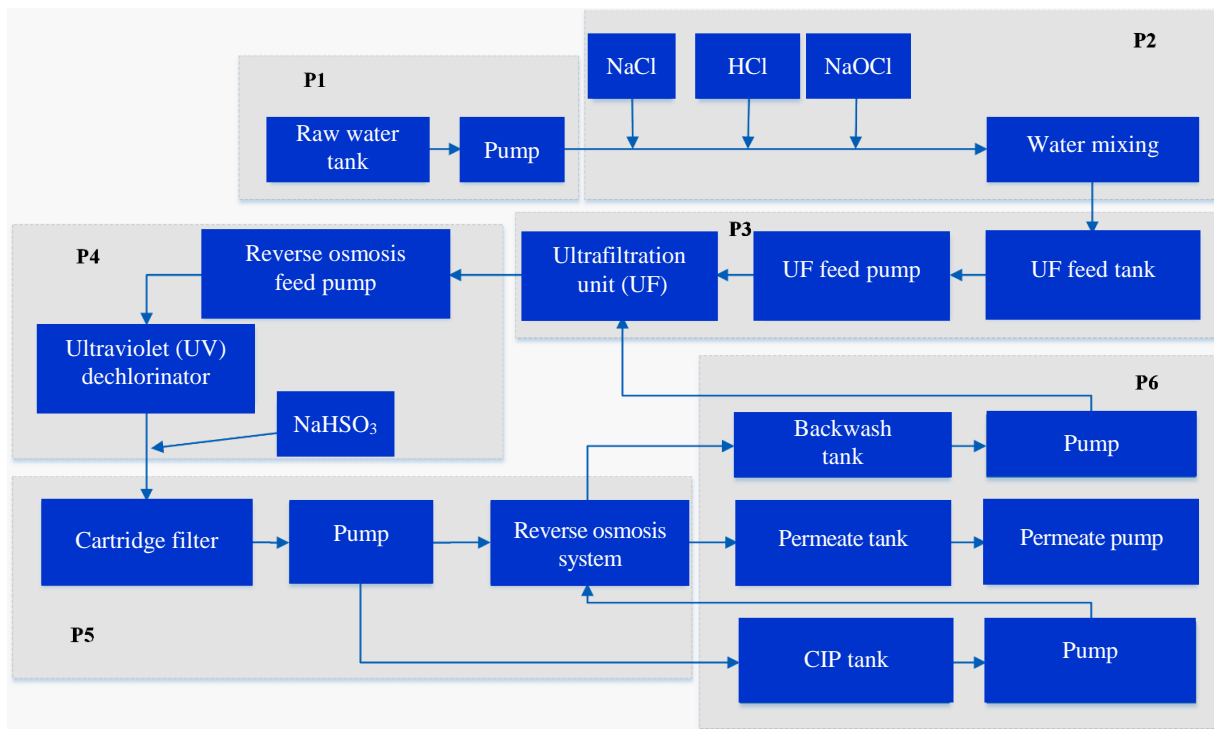 P2
NaCl
HCl
NaOCl
P1
Raw water
tank
Pump
Water mixing
P3
P4
Reverse osmosis
feed pump
Ultrafiltration
unit (UF)
UF feed pump
UF feed tank
Ultraviolet (UV)
dechlorinator
NaHSO₃
P6
Backwash
tank
Pump
Cartridge filter
Pump
Reverse osmosis
system
Permeate tank
Permeate pump
P5
CIP tank
Pump